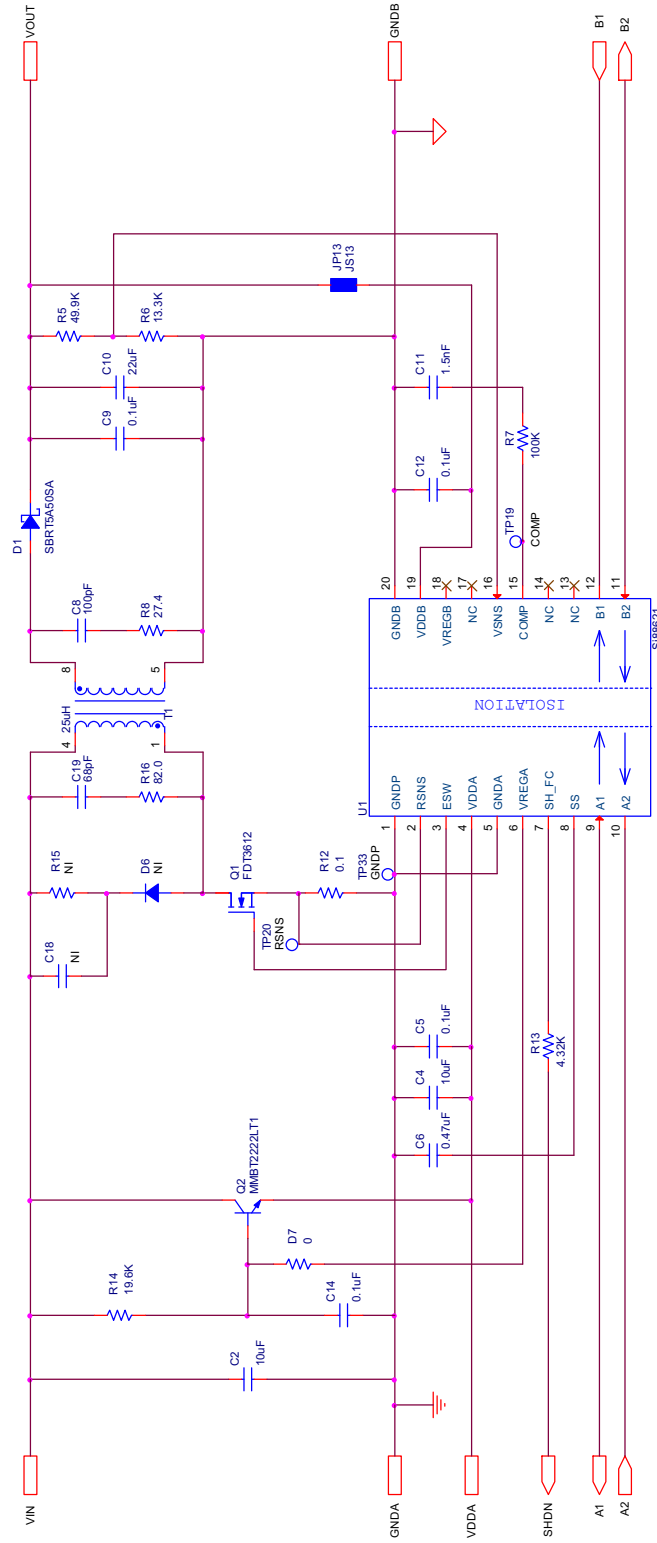 VIN
GNDA
VDDA
SHDN
A1
A2
C2
10uF
R14
19.6K
C14
0.1uF
D7
0
Q2
MMBT2222LT1
C6
0.47uF
C4
10uF
C5
0.1uF
R13
4.32K
C18
NI
R15
NI
D6
NI
Q1
FDT3612
TP20
RSNS
R12
0.1
TP33
GNDP
C19
68pF
R16
82.0
25uH
T1
4
1
8
5
C8
100pF
R8
27.4
D1
SBRT5A50SA
C9
0.1uF
C10
22uF
R5
49.9K
R6
13.3K
JP13
JS13
C12
0.1uF
C11
1.5nF
R7
100K
TP19
COMP
U1
1 GNDP
2 RSNS
3 ESW
4 VDDA
5 GNDA
6 VREGA
7 SH_FC
8 SS
9 A1
10 A2
ISOLATION
GNDB 20
VDDB 19
VREGB 18
NC 17
VSNS 16
COMP 15
NC 14
NC 13
B1 12
B2 11
Si88621
VOUT
GNDB
B1
B2